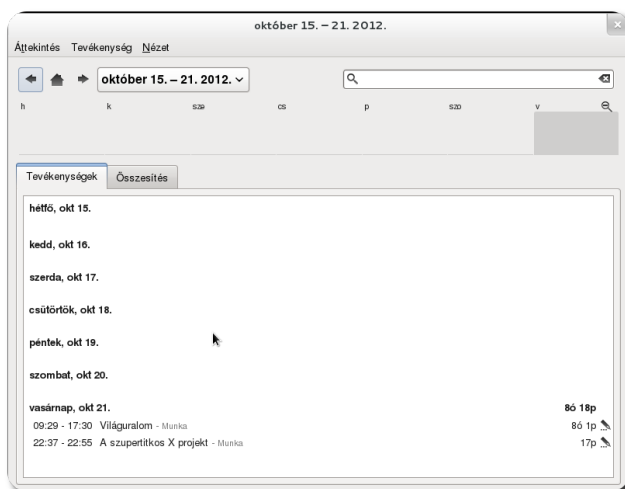 október 15. – 21. 2012.
Áttekintés Tevékenység Nézet
október 15. – 21. 2012.
h k sze cs p szo v
Tevékenységek Összesítés
hétfő, okt 15.
kedd, okt 16.
szerda, okt 17.
csütörtök, okt 18.
péntek, okt 19.
szombat, okt 20.
vasárnap, okt 21. 8ó 18p
09:29 - 17:30 Világuralom - Munka 8ó 1p
22:37 - 22:55 A szupertitkos X projekt - Munka 17p